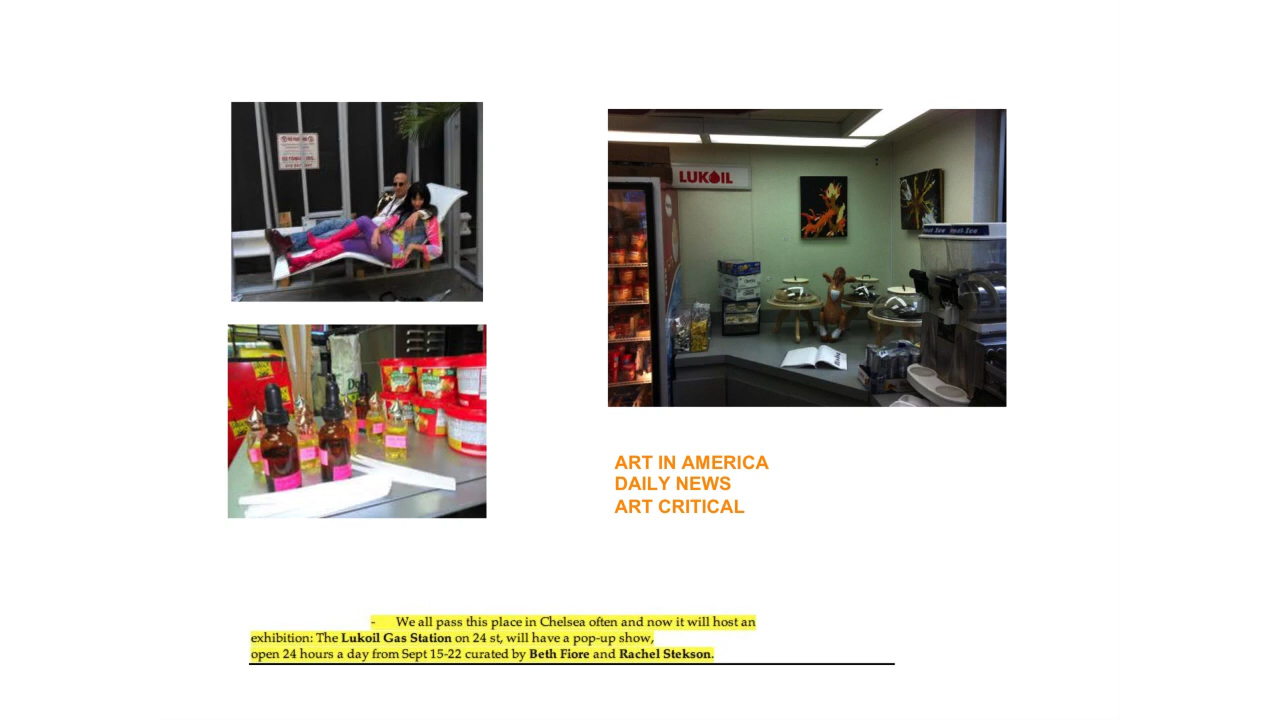 LUKOIL
ART IN AMERICA
DAILY NEWS
ART CRITICAL
- We all pass this place in Chelsea often and now it will host an
exhibition: The Lukoil Gas Station on 24 st, will have a pop-up show,
open 24 hours a day from Sept 15-22 curated by Beth Fiore and Rachel Stekson.